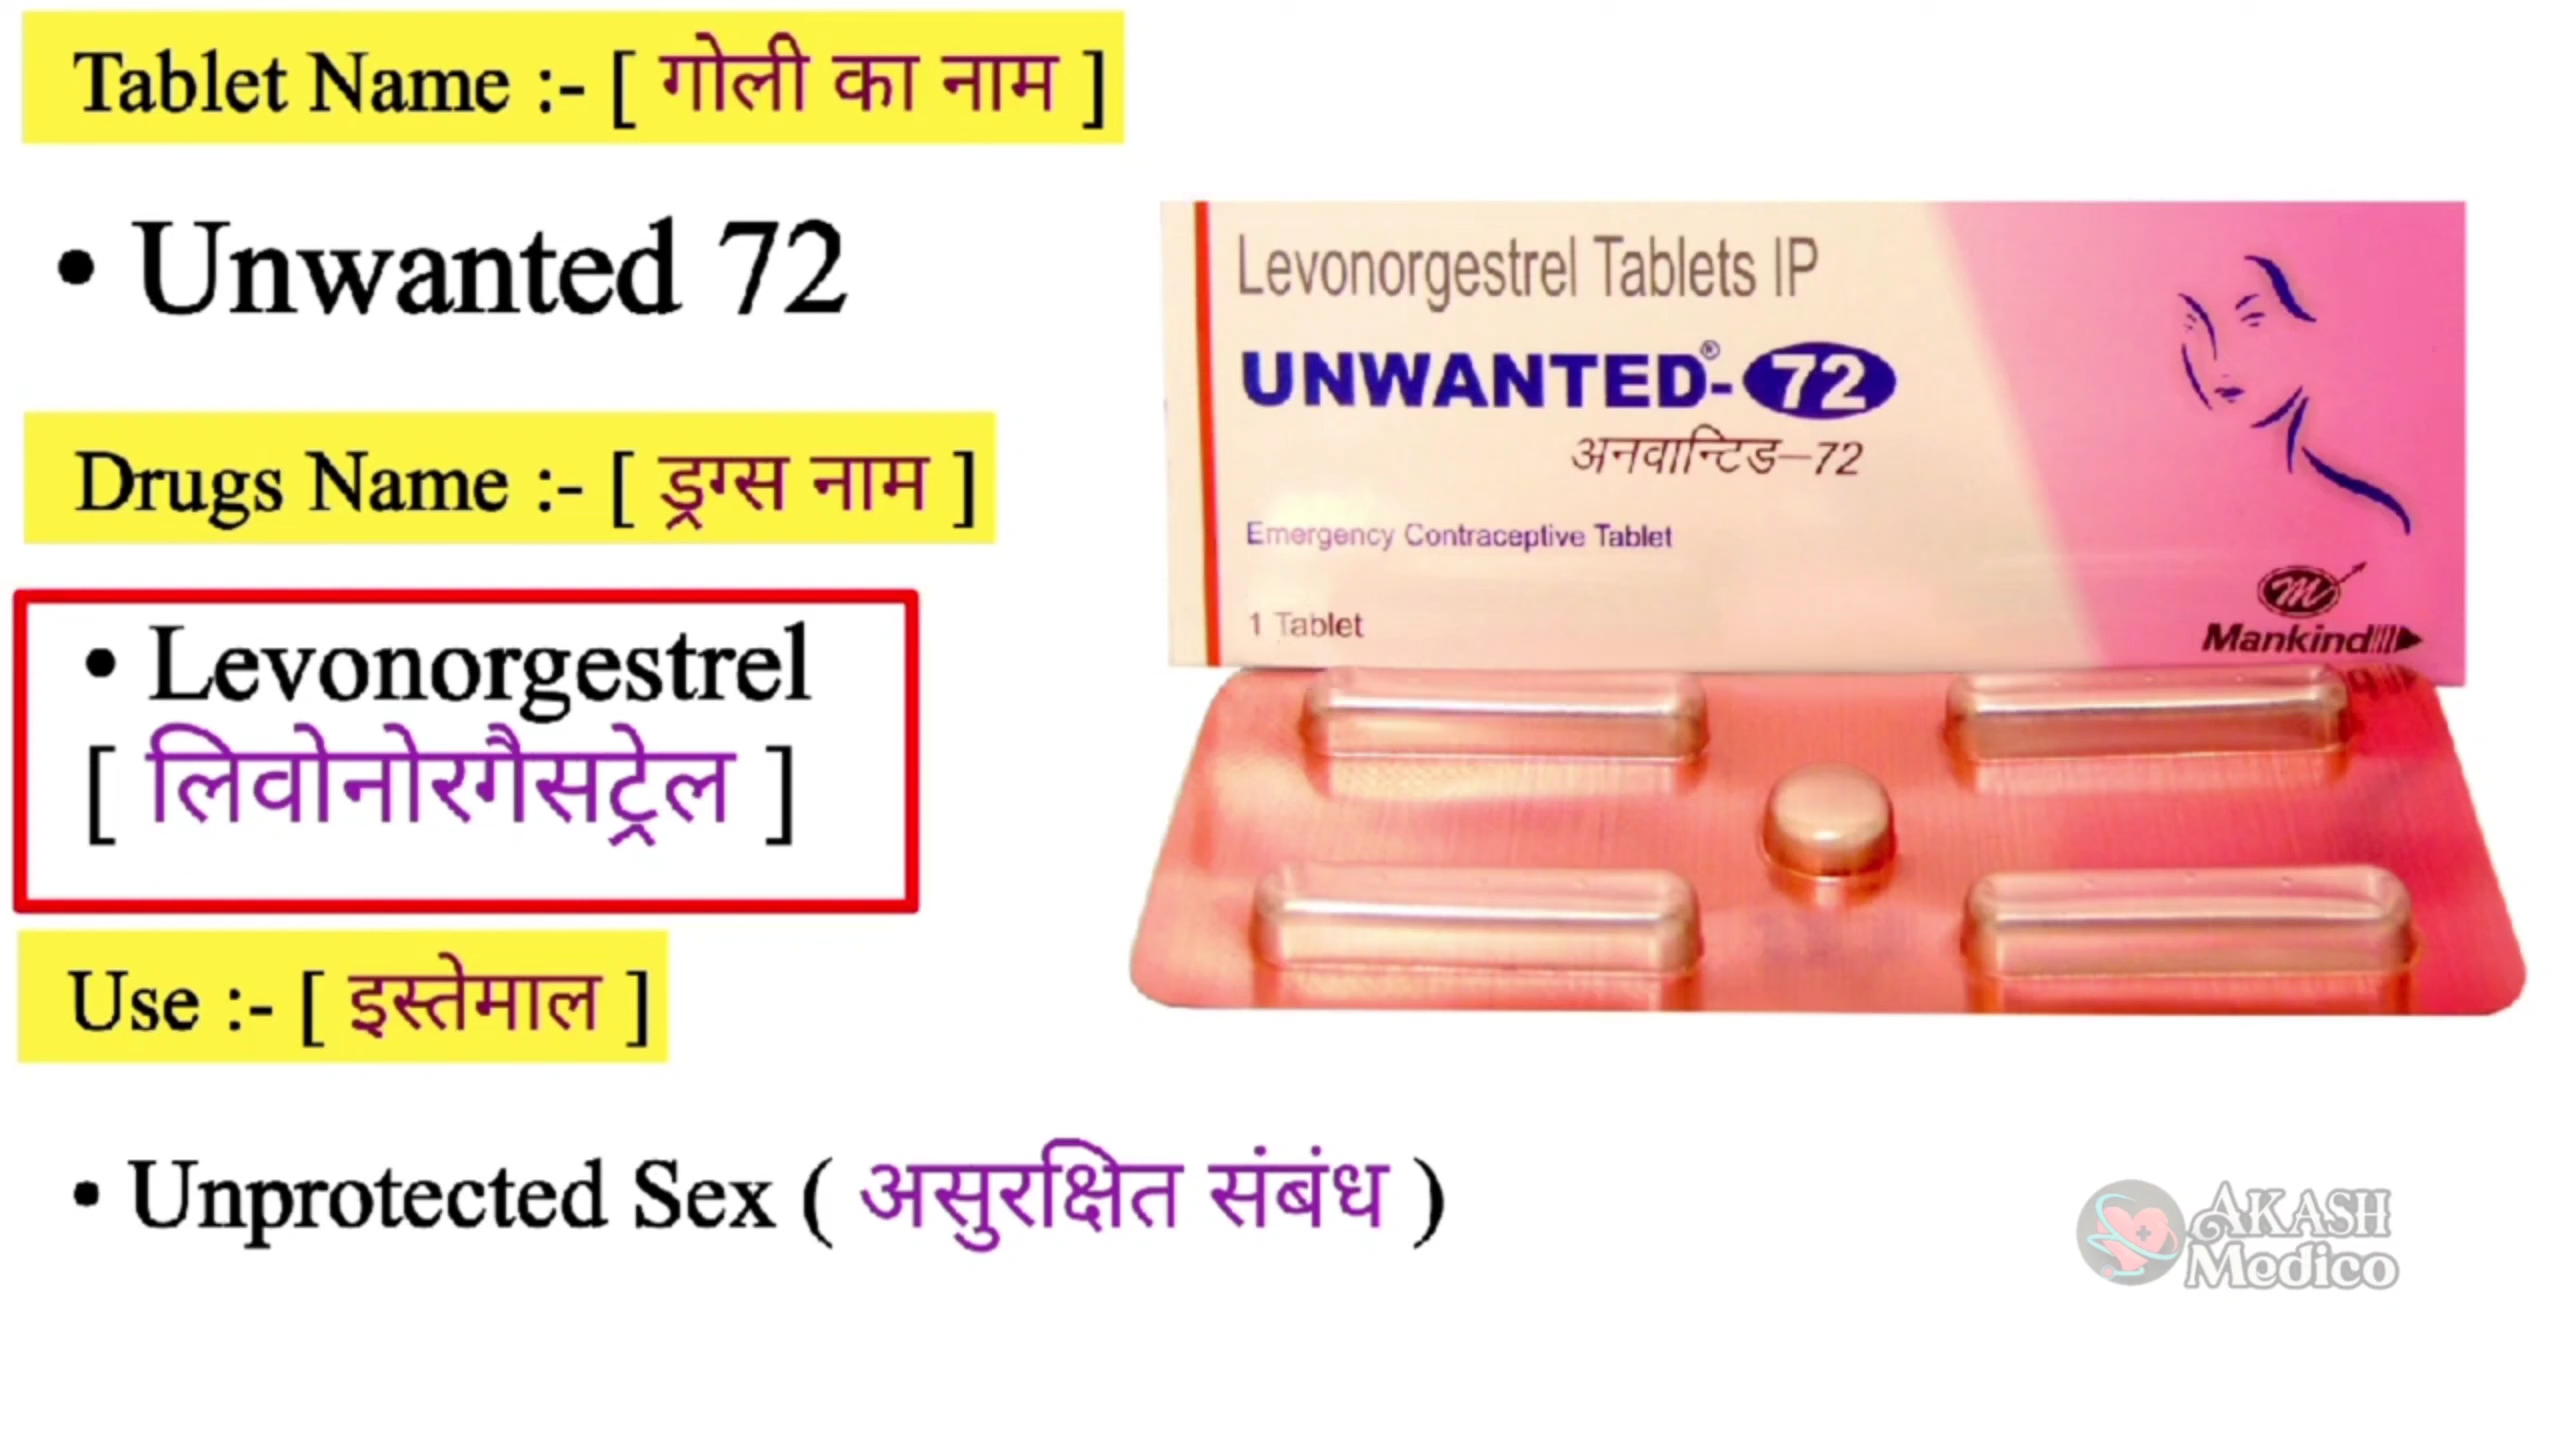 Tablet Name :- [ गोली का नाम ]
• Unwanted 72
Drugs Name :- [ ड्रग्स नाम ]
• Levonorgestrel
[ लिवोनोरगैसट्रेल ]
Use :- [ इस्तेमाल ]
• Unprotected Sex ( असुरक्षित संबंध )
Levonorgestrel Tablets IP
UNWANTED®-72
अनवान्टिड–72
Emergency Contraceptive Tablet
1 Tablet
M
Mankind
AKASH
Medico